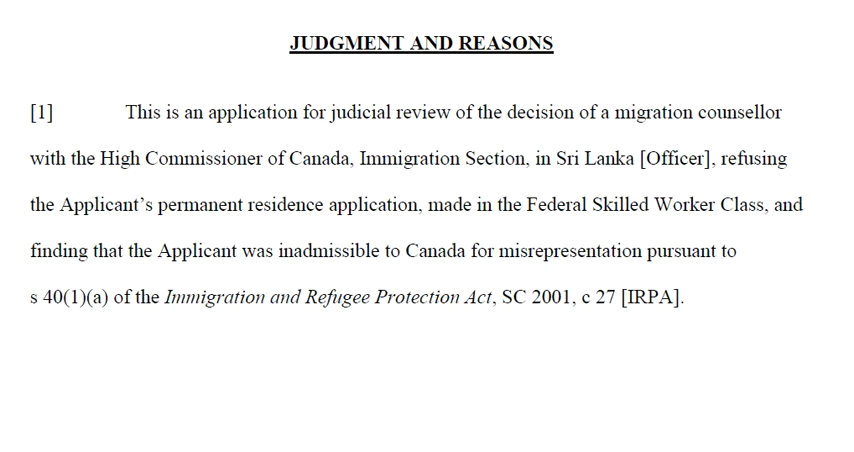 JUDGMENT AND REASONS
[1] This is an application for judicial review of the decision of a migration counsellor
with the High Commissioner of Canada, Immigration Section, in Sri Lanka [Officer], refusing
the Applicant’s permanent residence application, made in the Federal Skilled Worker Class, and
finding that the Applicant was inadmissible to Canada for misrepresentation pursuant to
s 40(1)(a) of the Immigration and Refugee Protection Act, SC 2001, c 27 [IRPA].